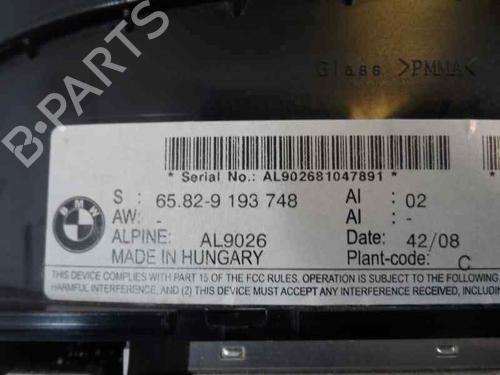 B-PARTS
Glass >PMMA<
* Serial No.: AL902681047891 *
BMW
S : 65.82-9 193 748 AI : 02
AW: - AI : -
ALPINE: AL9026 Date: 42/08
MADE IN HUNGARY Plant-code: C
THIS DEVICE COMPLIES WITH PART 15 OF THE FCC RULES. OPERATION IS SUBJECT TO THE FOLLOWING
HARMFUL INTERFERENCE, AND (2) THIS DEVICE MUST ACCEPT ANY INTERFERENCE RECEIVED, INCLUDING